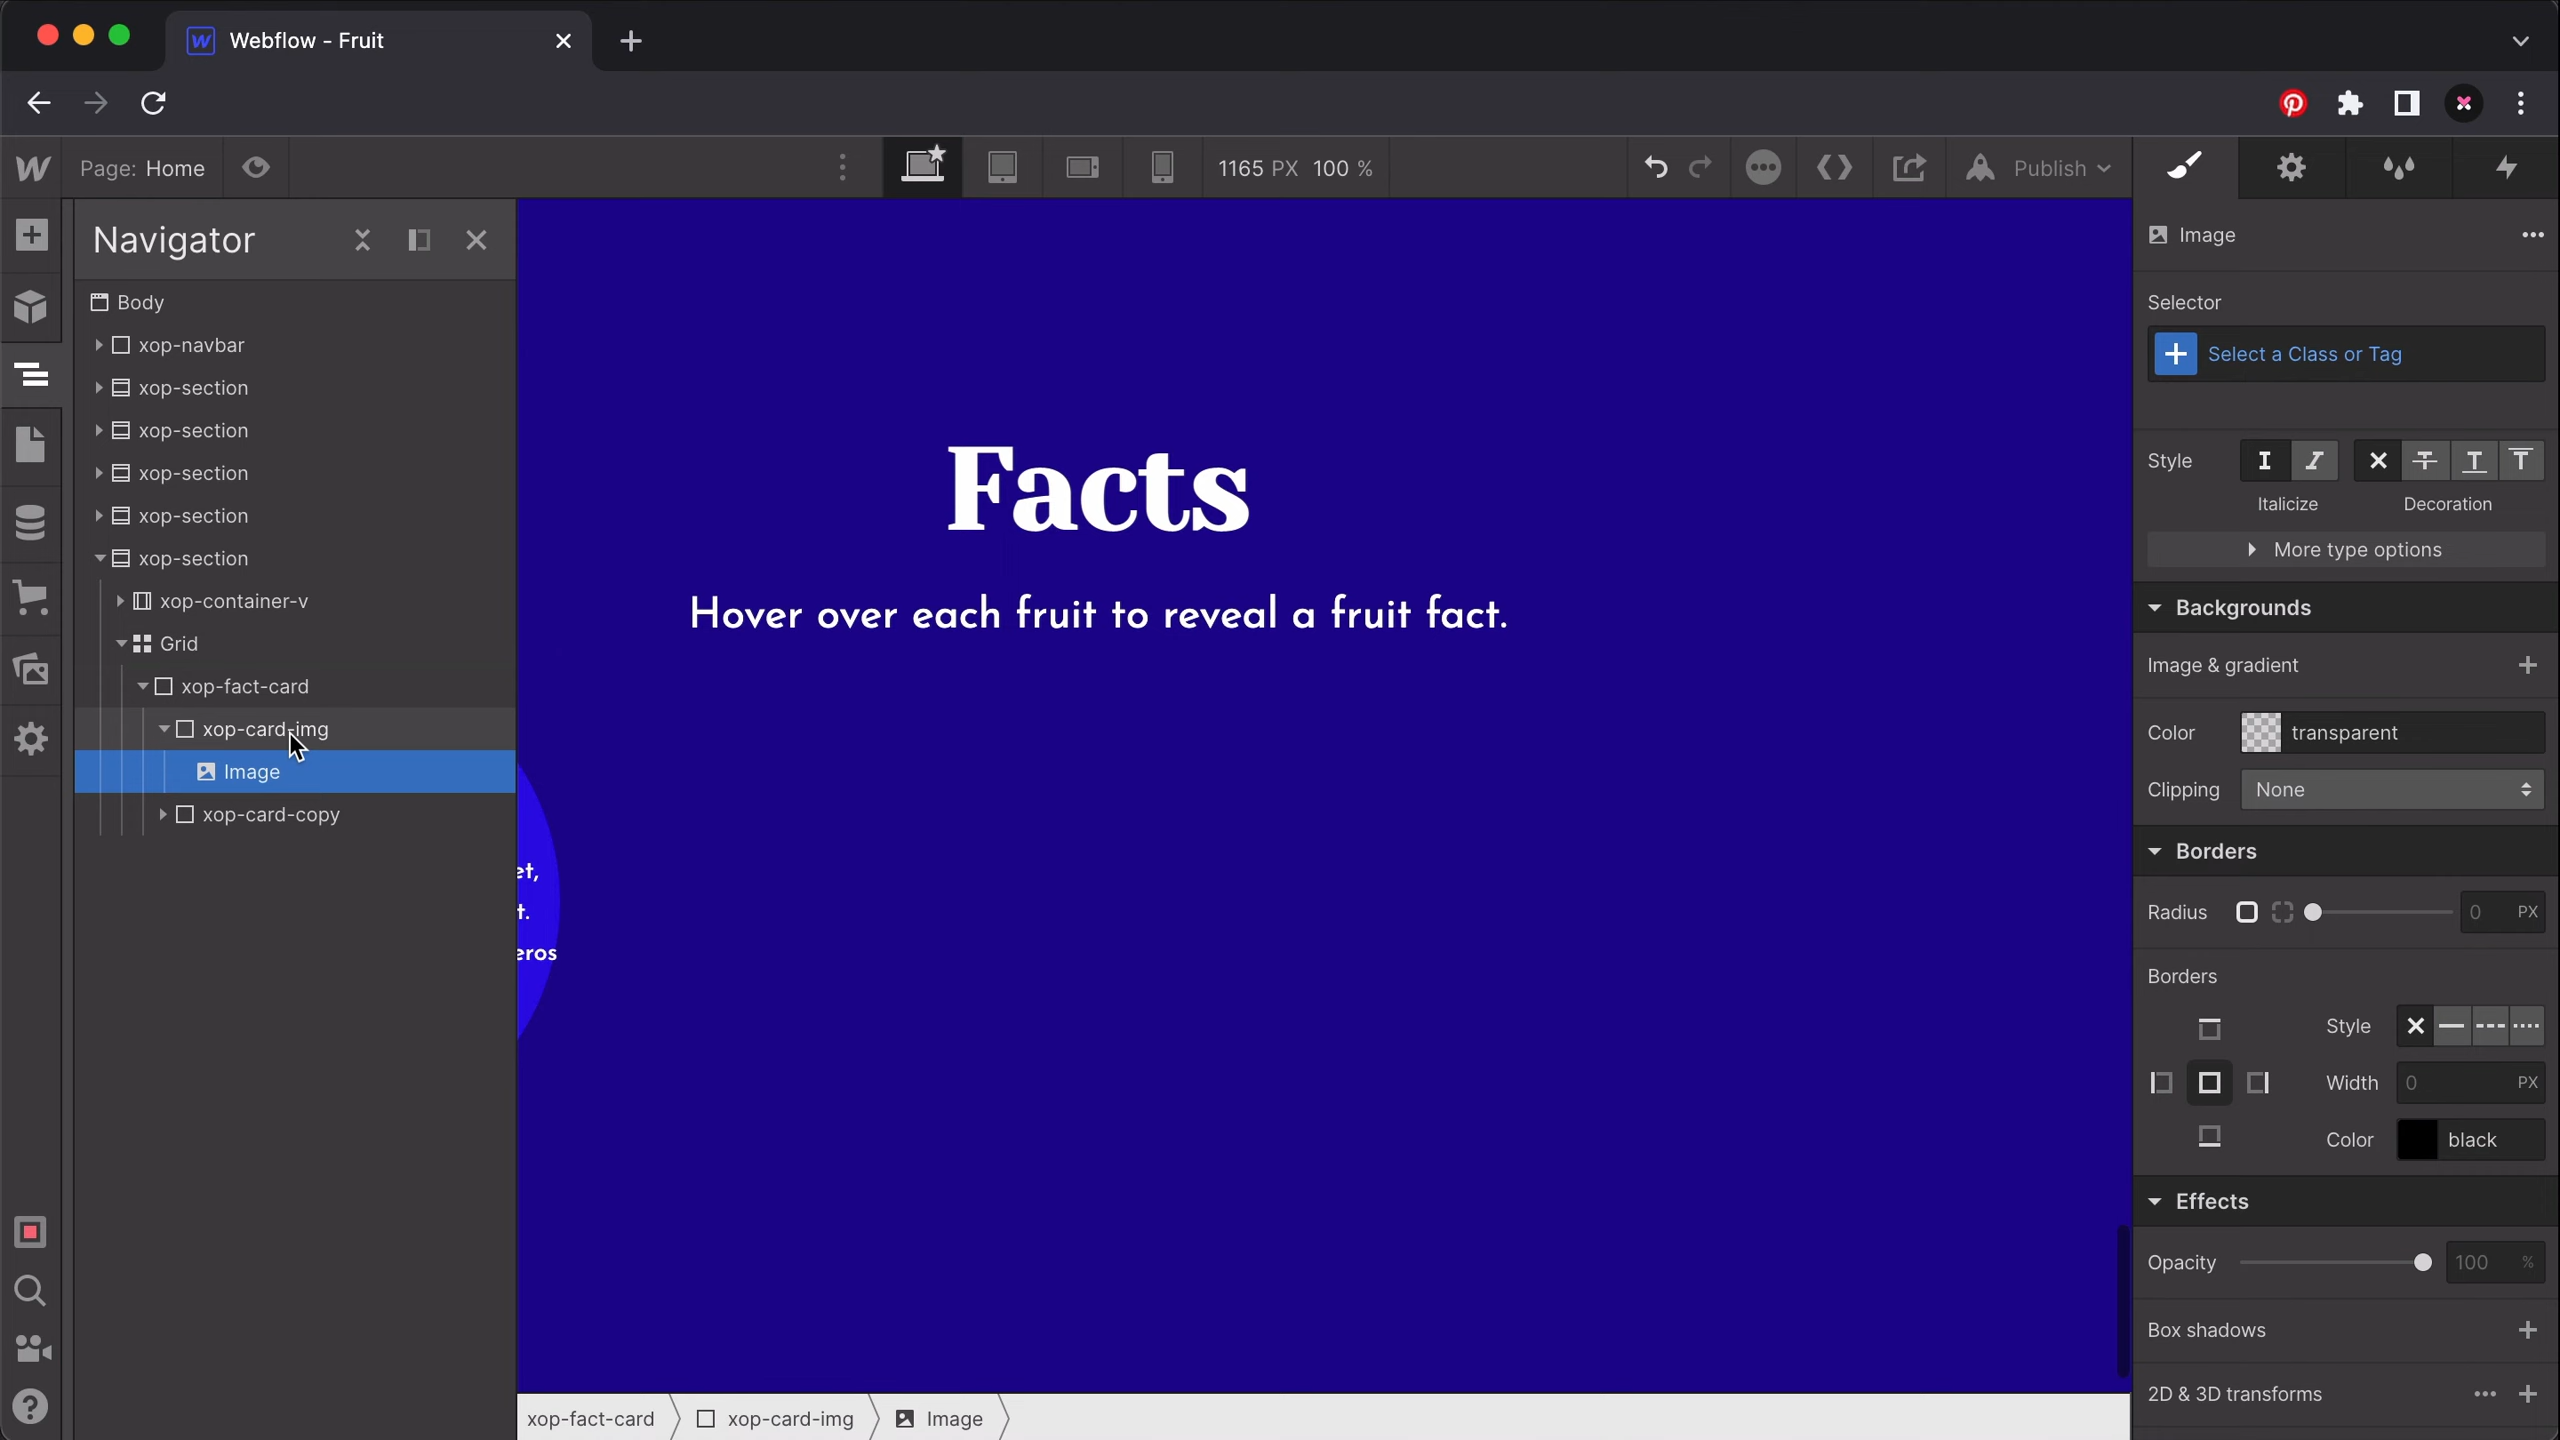 Webflow - Fruit
Page: Home
1165 PX 100 %
Publish
Navigator
Body
xop-navbar
xop-section
xop-section
xop-section
xop-section
xop-section
xop-container-v
Grid
xop-fact-card
xop-card-img
Image
xop-card-copy
Facts
Hover over each fruit to reveal a fruit fact.
et,
t.
eros
xop-fact-card
xop-card-img
Image
Image
Selector
Select a Class or Tag
Style
Italicize
Decoration
More type options
Backgrounds
Image & gradient
Color
transparent
Clipping
None
Borders
Radius
0 PX
Borders
Style
Width
0 PX
Color
black
Effects
Opacity
100 %
Box shadows
2D & 3D transforms